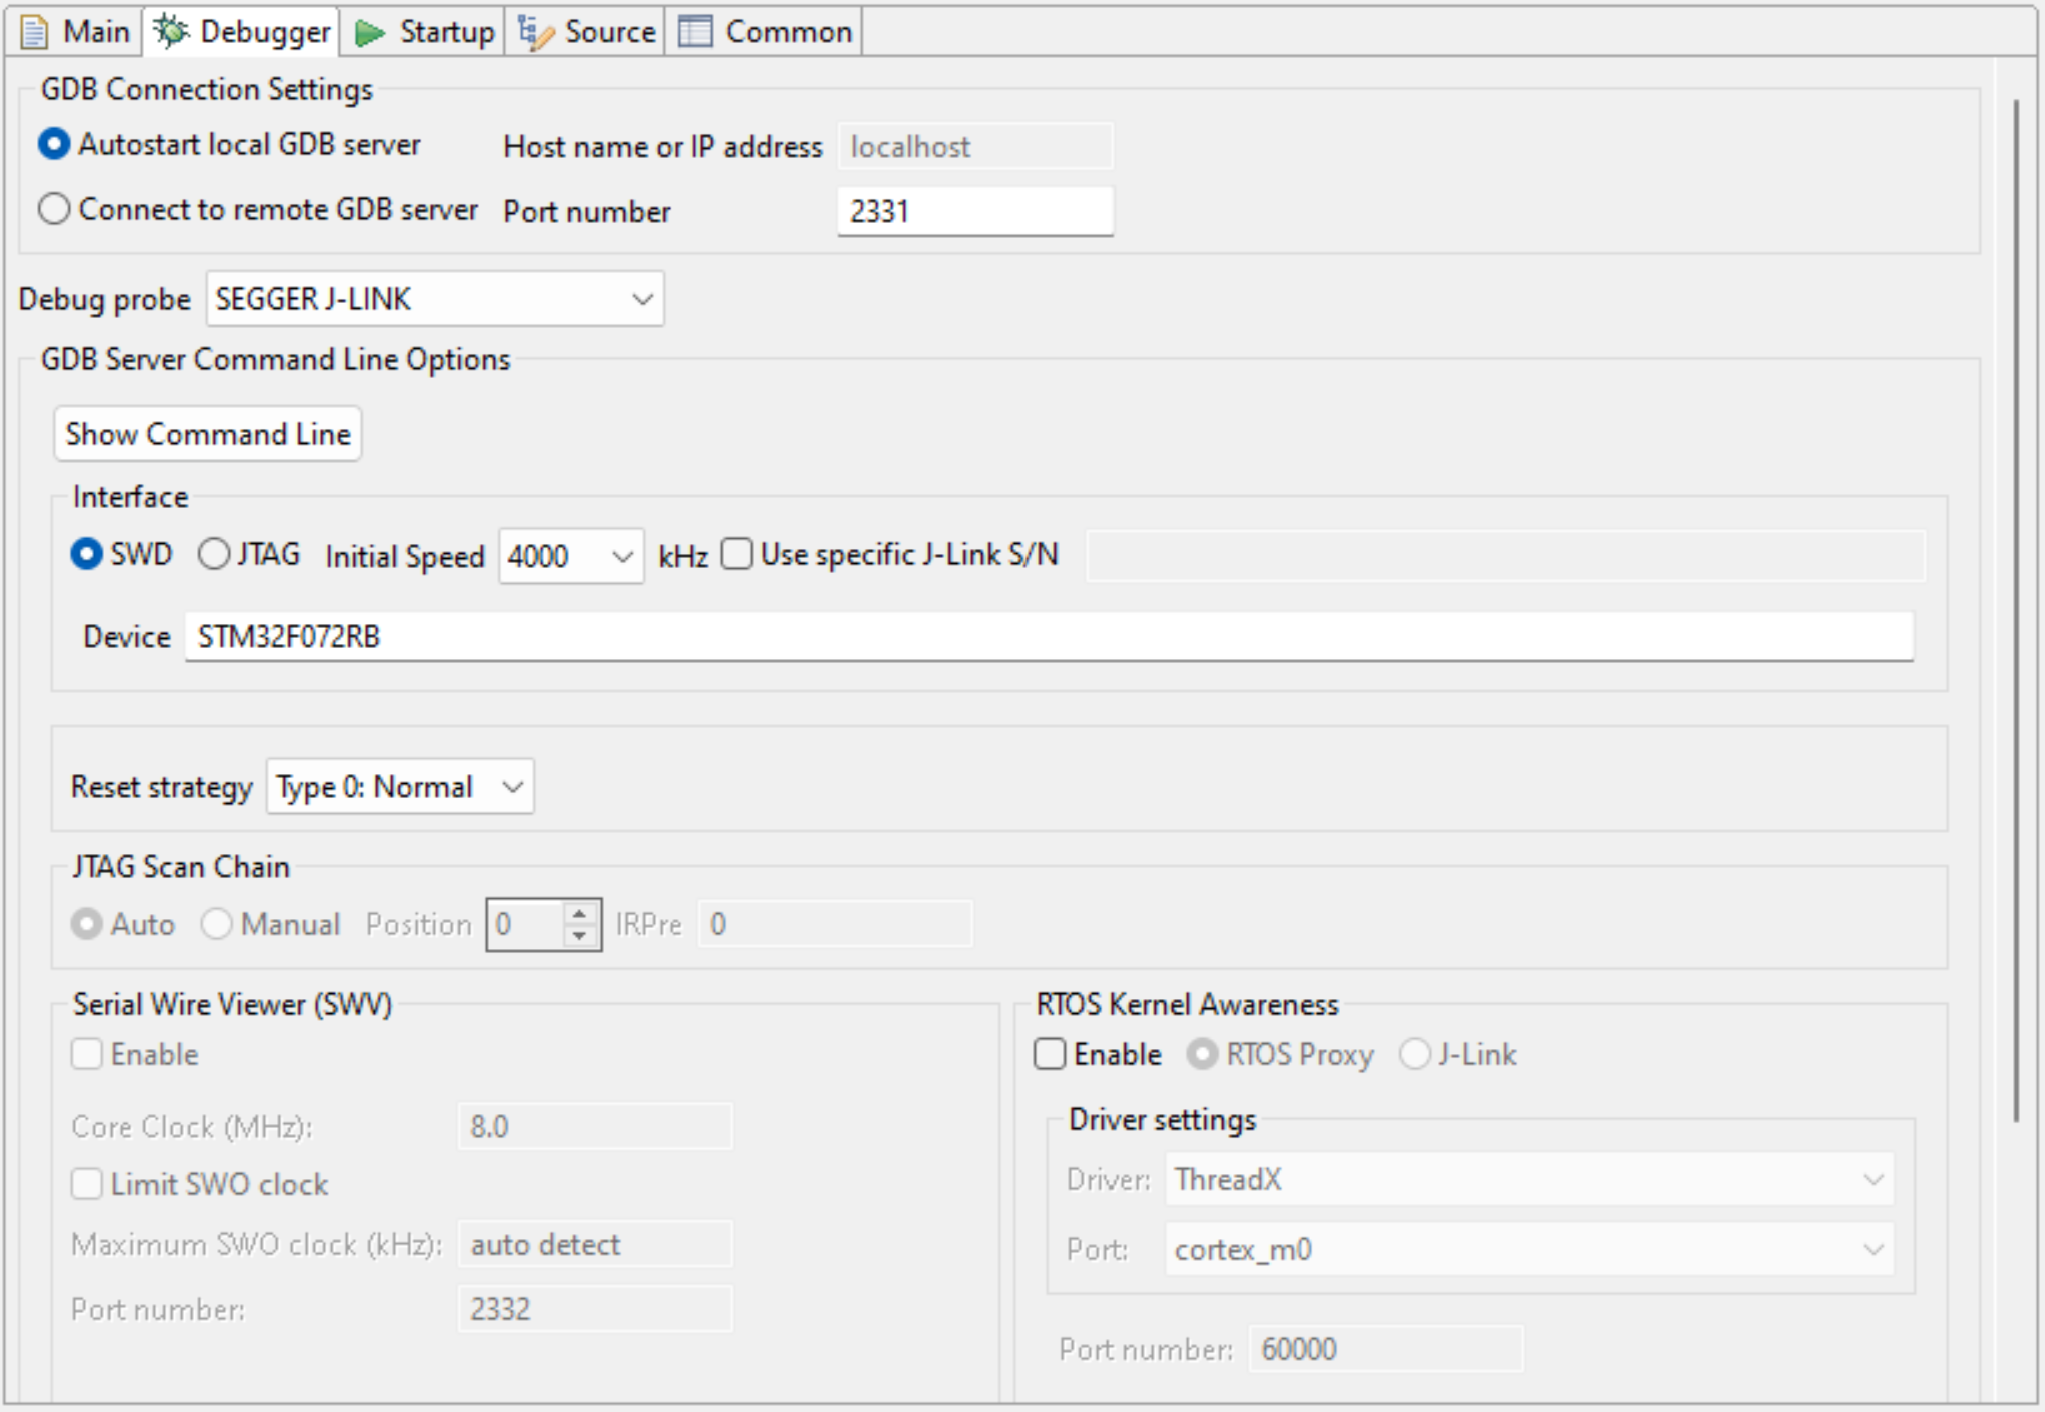 Main Debugger Startup Source Common
GDB Connection Settings
Autostart local GDB server Host name or IP address localhost
Connect to remote GDB server Port number 2331
Debug probe SEGGER J-LINK
GDB Server Command Line Options
Show Command Line
Interface
SWD JTAG Initial Speed 4000 kHz Use specific J-Link S/N
Device STM32F072RB
Reset strategy Type 0: Normal
JTAG Scan Chain
Auto Manual Position 0 IRPre 0
Serial Wire Viewer (SWV)
Enable
Core Clock (MHz): 8.0
Limit SWO clock
Maximum SWO clock (kHz): auto detect
Port number: 2332
RTOS Kernel Awareness
Enable RTOS Proxy J-Link
Driver settings
Driver: ThreadX
Port: cortex_m0
Port number: 60000